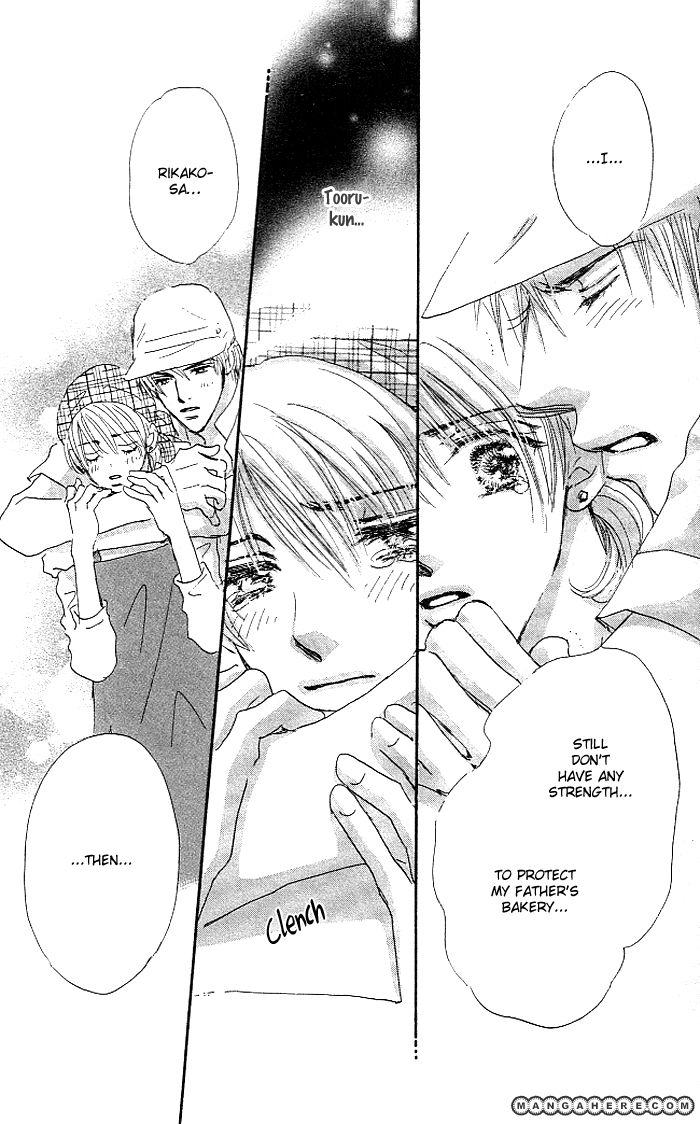 ...I...
STILL
DON'T
HAVE ANY
STRENGTH...
TO PROTECT
MY FATHER'S
BAKERY...
Tooru-
kun...
Clench
RIKAKO-
SA...
...THEN...
MANGAHERE.COM